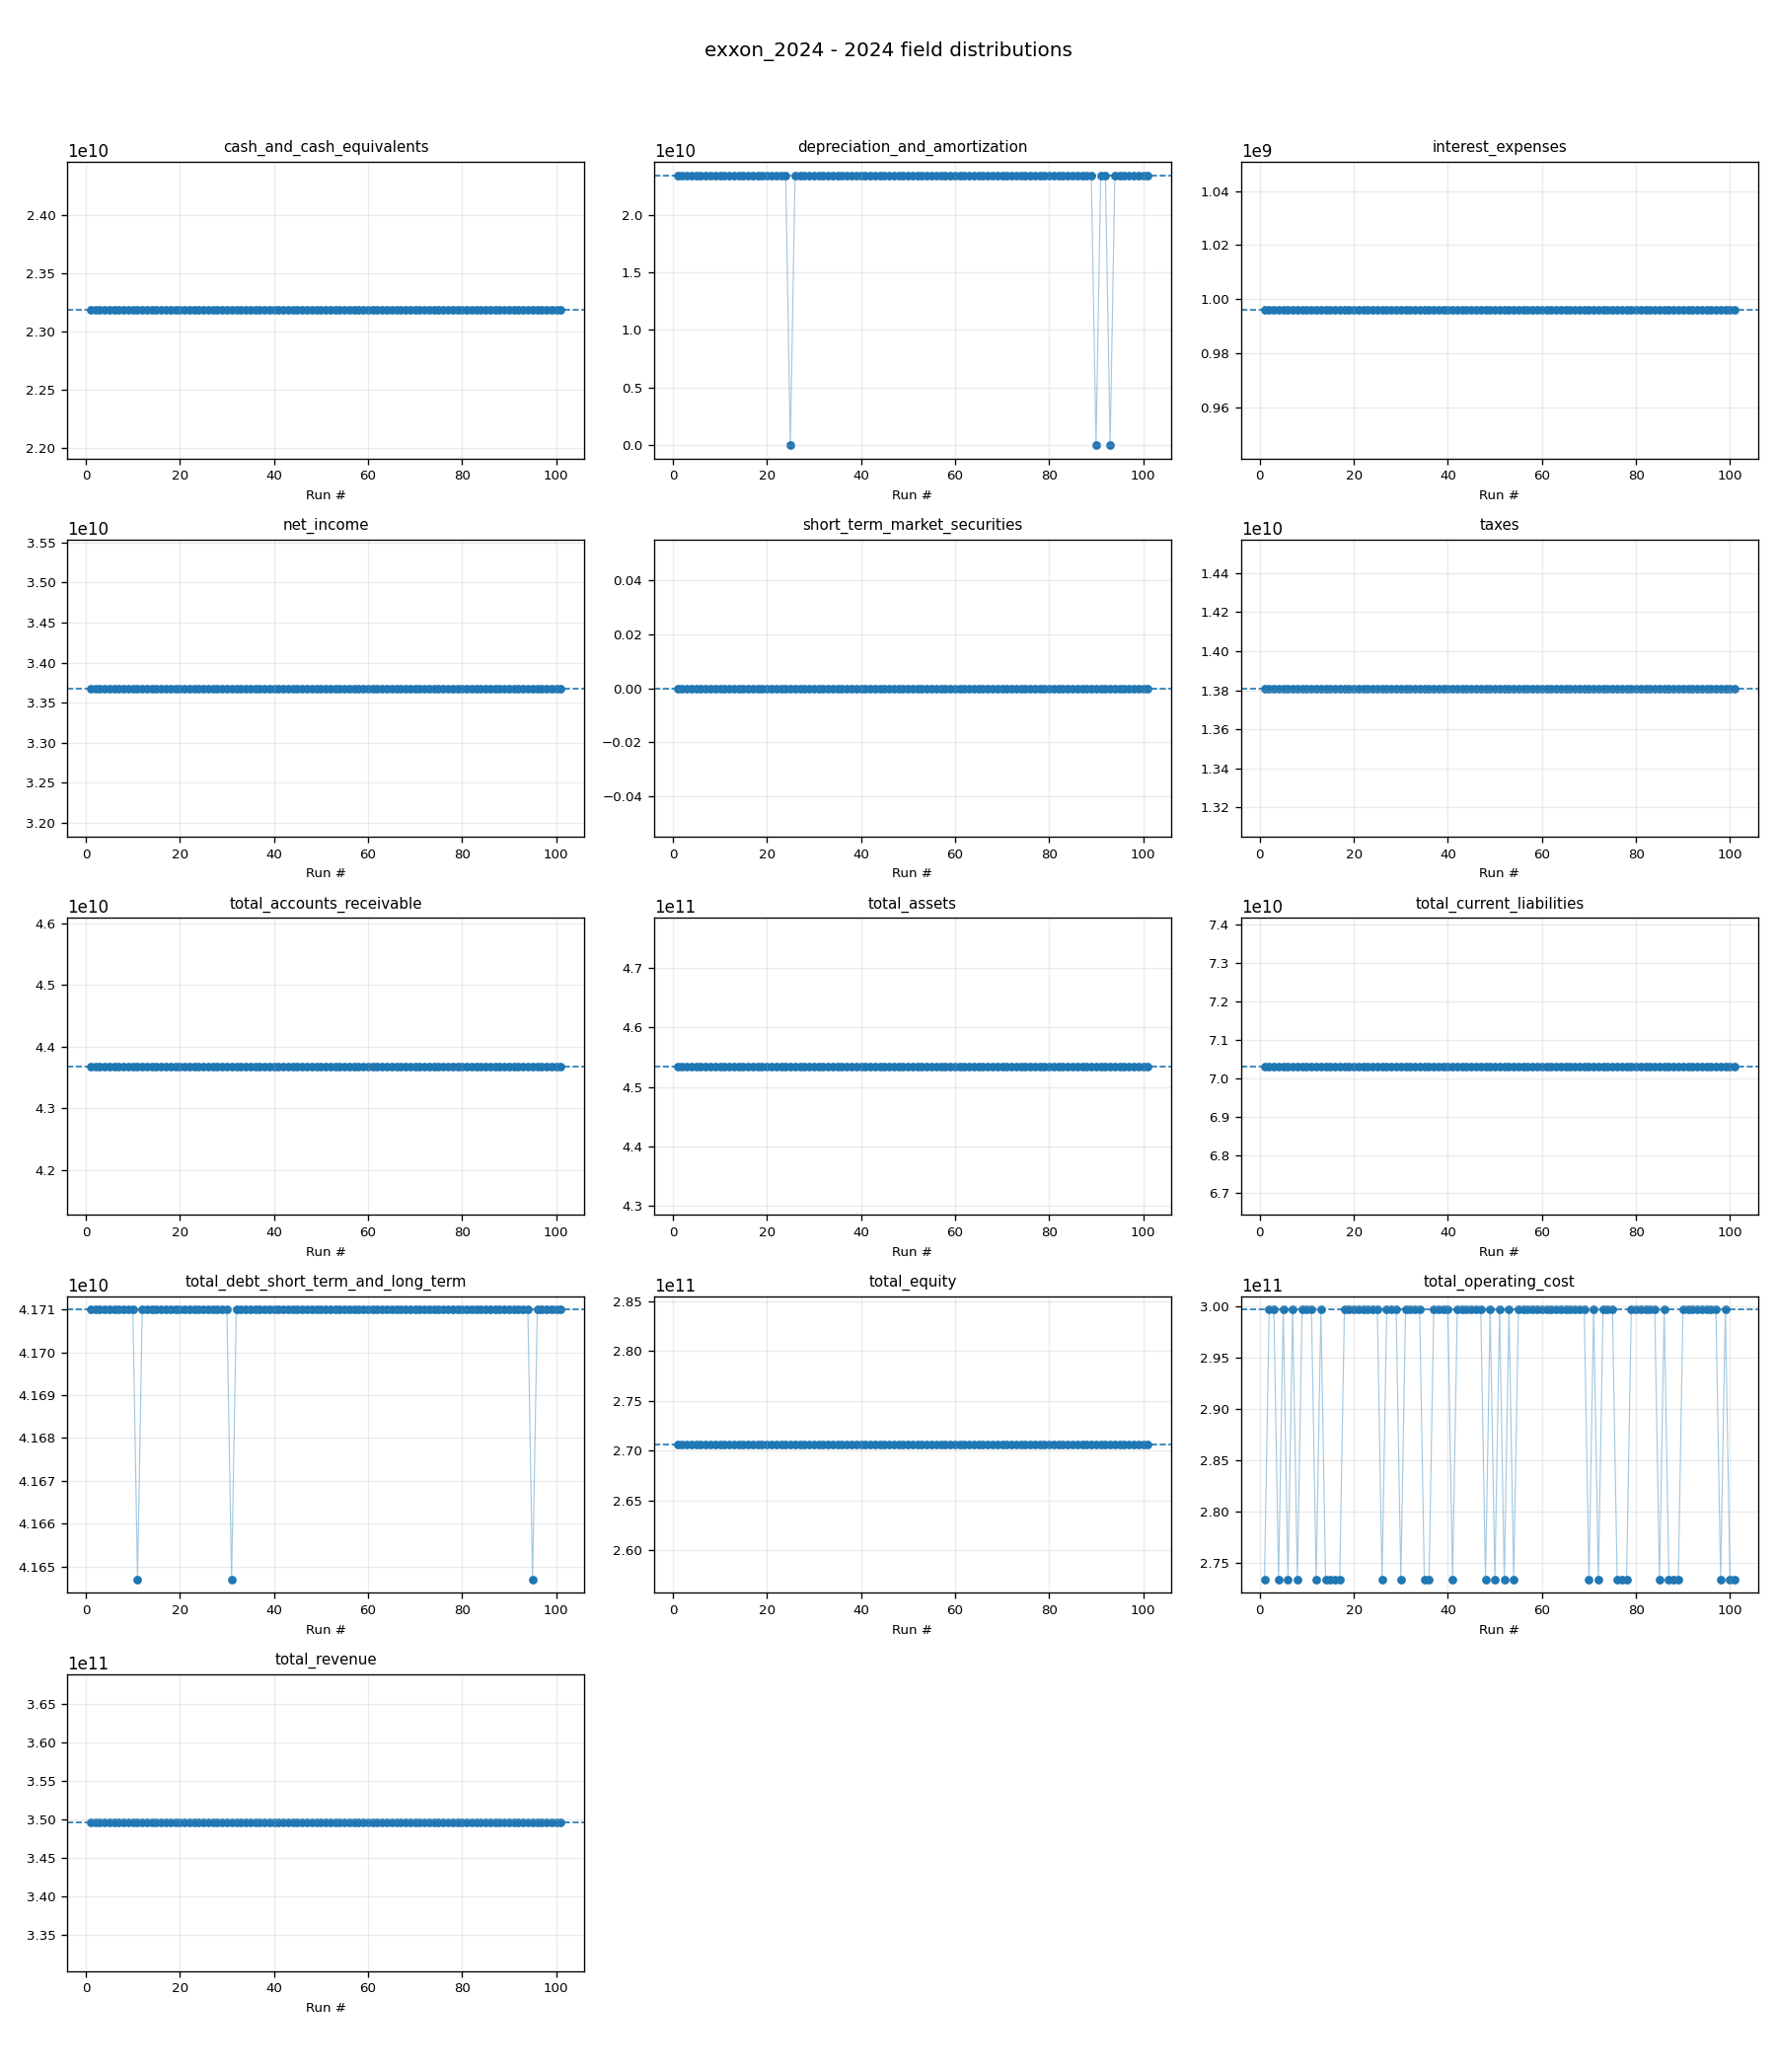 exxon_2024 - 2024 field distributions
cash_and_cash_equivalents
1e10
2.40
2.35
2.30
2.25
2.20
0 20 40 60 80 100
Run #
depreciation_and_amortization
1e10
2.0
1.5
1.0
0.5
0.0
0 20 40 60 80 100
Run #
interest_expenses
1e9
1.04
1.02
1.00
0.98
0.96
0 20 40 60 80 100
Run #
net_income
1e10
3.55
3.50
3.45
3.40
3.35
3.30
3.25
3.20
0 20 40 60 80 100
Run #
short_term_market_securities
0.04
0.02
0.00
−0.02
−0.04
0 20 40 60 80 100
Run #
taxes
1e10
1.44
1.42
1.40
1.38
1.36
1.34
1.32
0 20 40 60 80 100
Run #
total_accounts_receivable
1e10
4.6
4.5
4.4
4.3
4.2
0 20 40 60 80 100
Run #
total_assets
1e11
4.7
4.6
4.5
4.4
4.3
0 20 40 60 80 100
Run #
total_current_liabilities
1e10
7.4
7.3
7.2
7.1
7.0
6.9
6.8
6.7
0 20 40 60 80 100
Run #
total_debt_short_term_and_long_term
1e10
4.171
4.170
4.169
4.168
4.167
4.166
4.165
0 20 40 60 80 100
Run #
total_equity
1e11
2.85
2.80
2.75
2.70
2.65
2.60
0 20 40 60 80 100
Run #
total_operating_cost
1e11
3.00
2.95
2.90
2.85
2.80
2.75
0 20 40 60 80 100
Run #
total_revenue
1e11
3.65
3.60
3.55
3.50
3.45
3.40
3.35
0 20 40 60 80 100
Run #